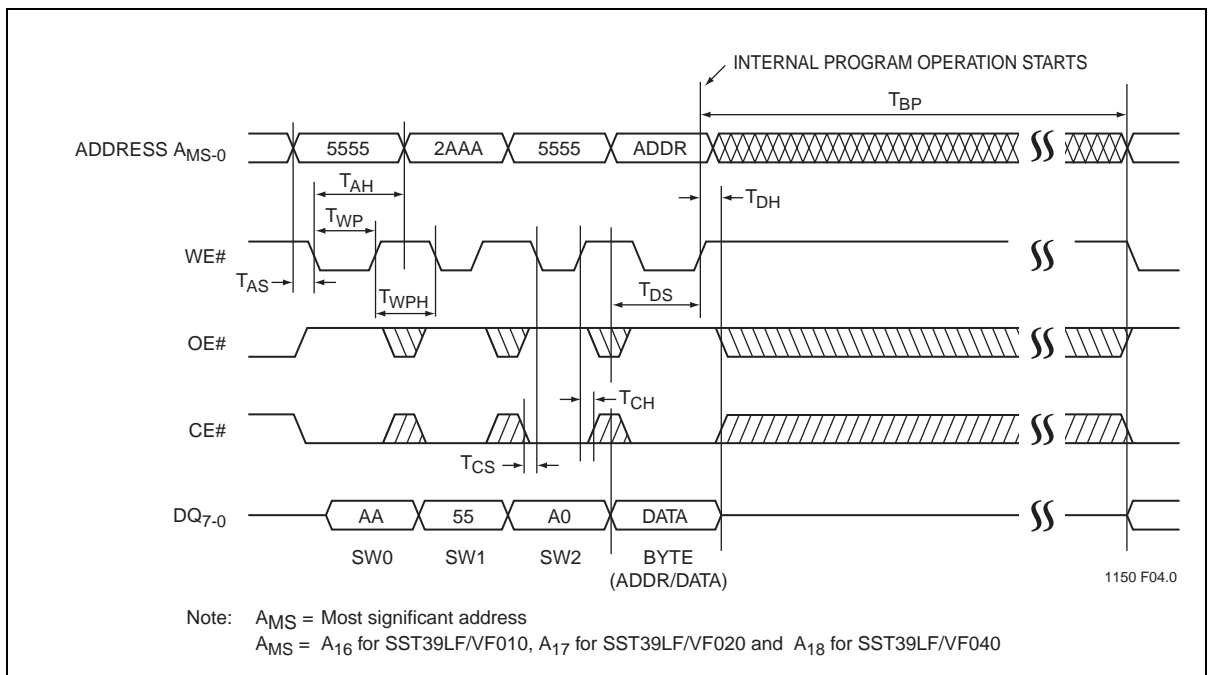 INTERNAL PROGRAM OPERATION STARTS
TBP
ADDRESS AMS-0
5555
2AAA
5555
ADDR
TAH
TDH
TWP
WE#
TAS
TWPH
TDS
OE#
TCH
CE#
TCS
DQ7-0
AA
55
A0
DATA
SW0
SW1
SW2
BYTE
(ADDR/DATA)
1150 F04.0
Note: AMS = Most significant address
AMS = A16 for SST39LF/VF010, A17 for SST39LF/VF020 and A18 for SST39LF/VF040